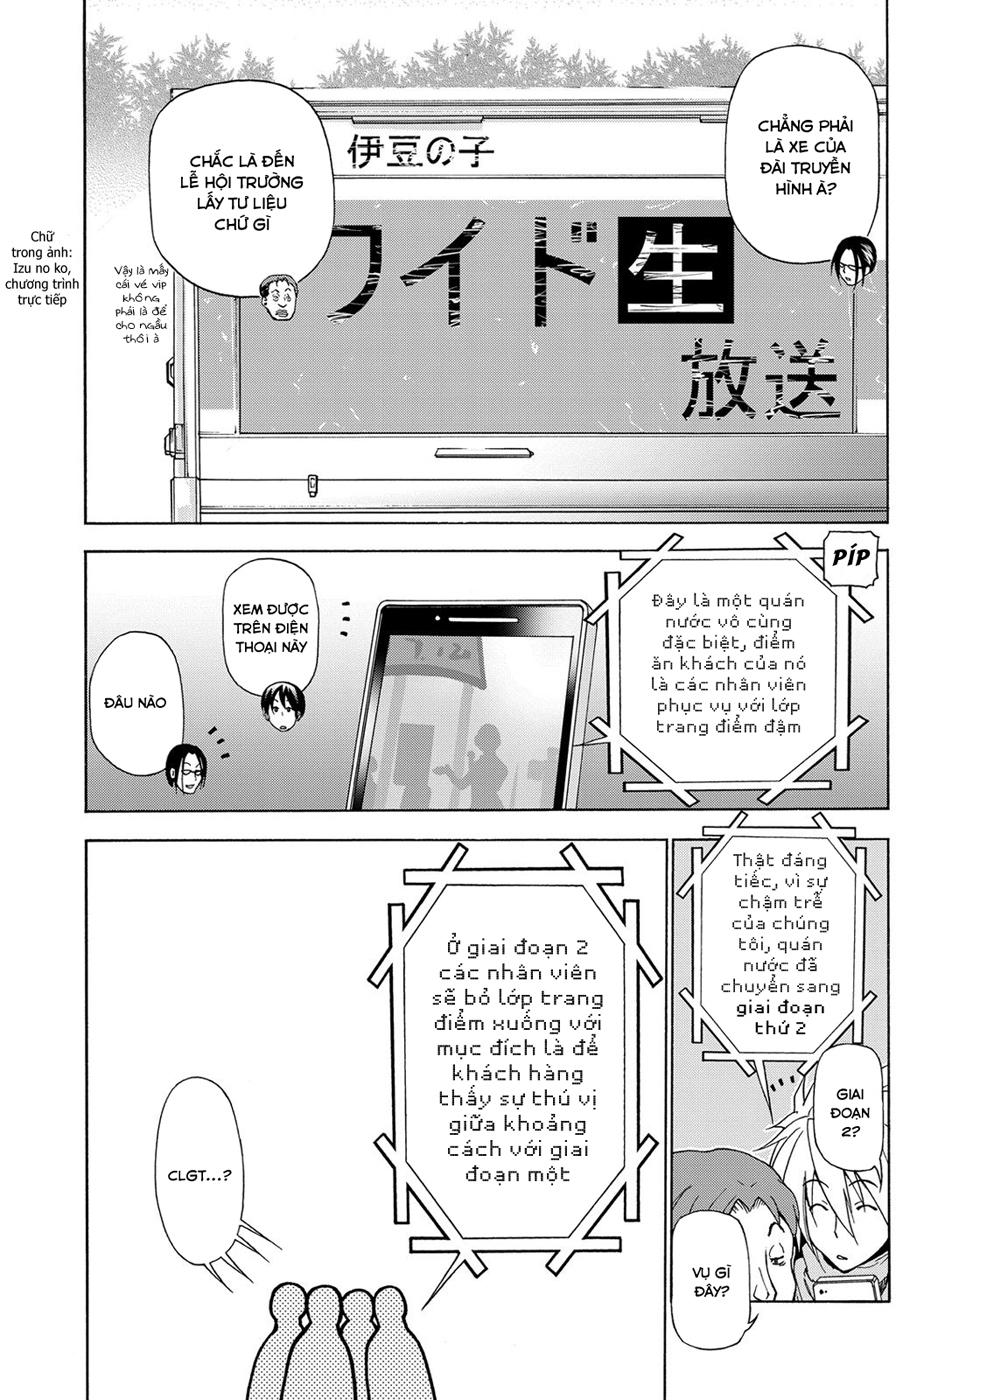 CHẲNG PHẢI
LÀ XE CỦA
ĐÀI TRUYỀN
HÌNH À?
CHẮC LÀ ĐẾN
LỄ HỘI TRƯỜNG
LẤY TƯ LIỆU
CHỨ GÌ
伊豆の子
ワイド生
放送
Chữ
trong ảnh:
Izu no ko,
chương trình
trực tiếp
Vậy là mấy
cái vé vip
không
phải là để
cho ngầu
thôi à
PÍP
Đây là một quán
nước vô cùng
đặc biệt, điểm
ăn khách của nó
là các nhân viên
phục vụ với lớp
trang điểm đậm
XEM ĐƯỢC
TRÊN ĐIỆN
THOẠI NÀY
ĐÂU NÀO
Thật đáng
tiếc, vì sự
chậm trễ
của chúng
tôi, quán
nước đã
chuyển sang
giai đoạn
thứ 2
GIAI
ĐOẠN
2?
VỤ GÌ
ĐÂY?
Ở giai đoạn 2
các nhân viên
sẽ bỏ lớp trang
điểm xuống với
mục đích là để
khách hàng
thấy sự thú vị
giữa khoảng
cách với giai
đoạn một
CLGT...?